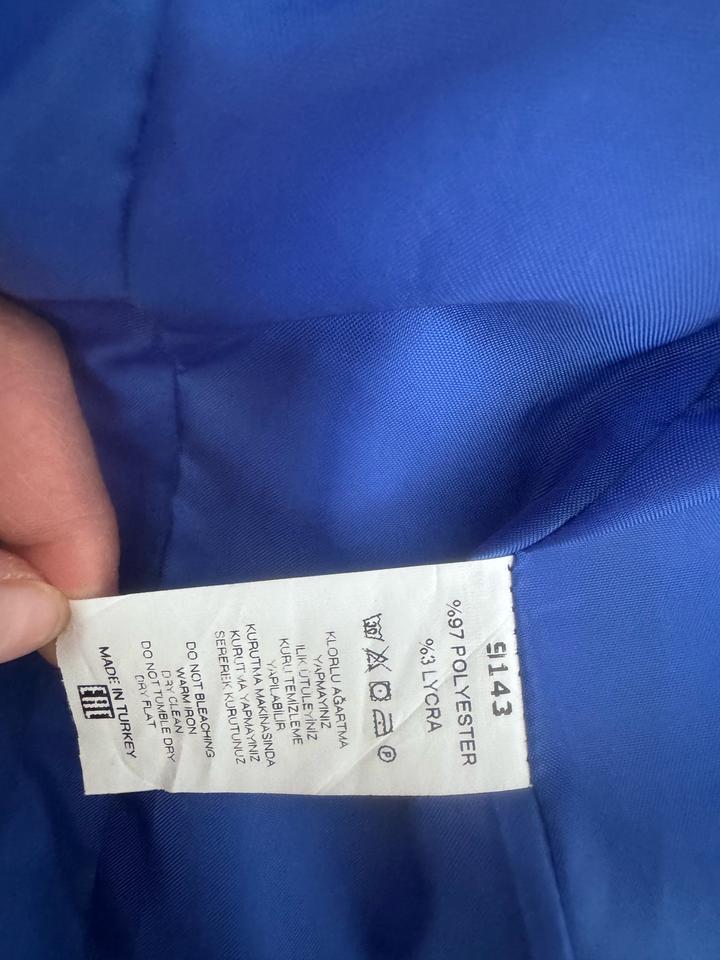 S/143
%97 POLYESTER
%3 LYCRA
30 P
KLORLU AĞARTMA
YAPMAYINIZ
ILIK ÜTÜLEYİNİZ
KURU TEMİZLEME
YAPILABİLİR
KURUTMA MAKİNASINDA
KURUTMA YAPMAYINIZ
SEREREK KURUTUNUZ
DO NOT BLEACHING
WARM IRON
DRY CLEAN
DO NOT TUMBLE DRY
DRY FLAT
MADE IN TURKEY
EAC